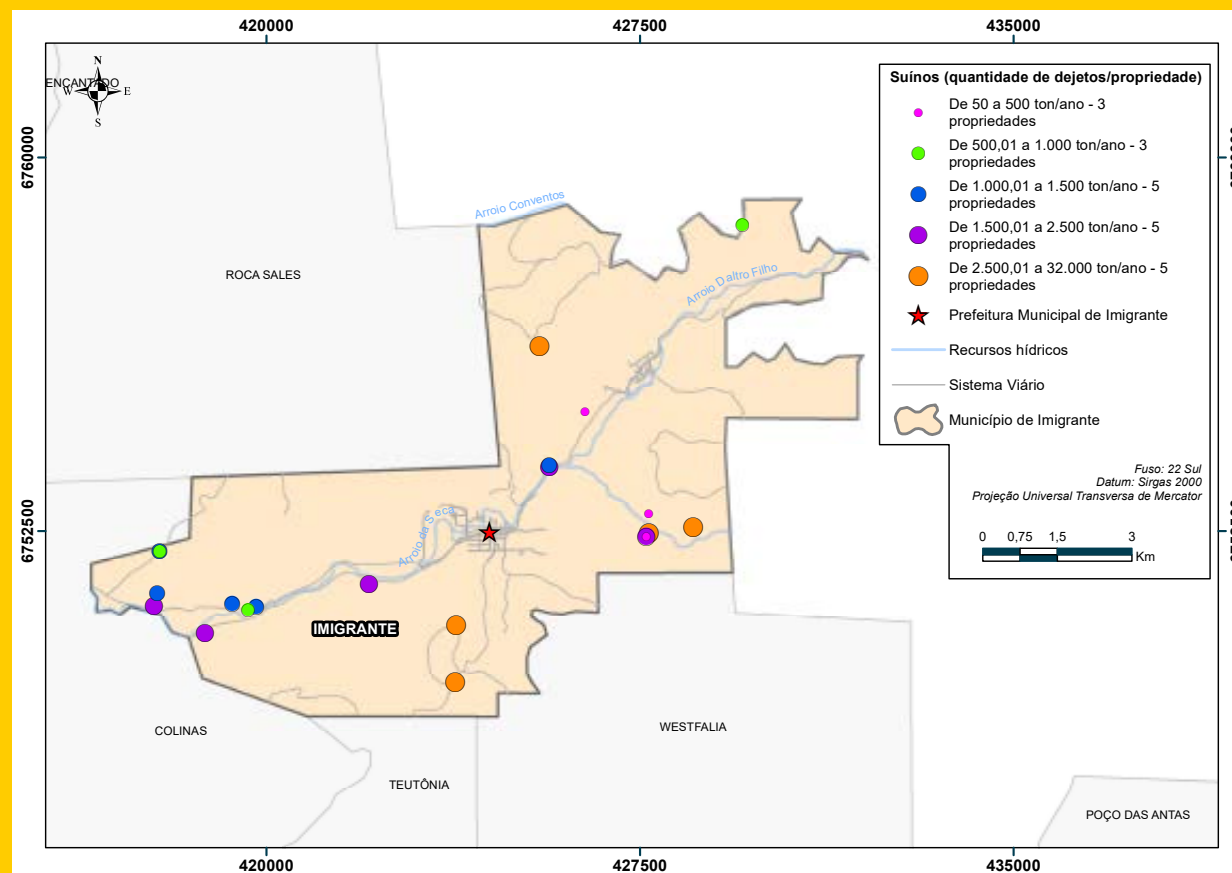 420000
427500
435000
N
W
E
S
ENCANTADO
Suínos (quantidade de dejetos/propriedade)
De 50 a 500 ton/ano - 3
propriedades
De 500,01 a 1.000 ton/ano - 3
propriedades
De 1.000,01 a 1.500 ton/ano - 5
propriedades
De 1.500,01 a 2.500 ton/ano - 5
propriedades
De 2.500,01 a 32.000 ton/ano - 5
propriedades
Prefeitura Municipal de Imigrante
Recursos hídricos
Sistema Viário
Município de Imigrante
Fuso: 22 Sul
Datum: Sirgas 2000
Projeção Universal Transversa de Mercator
0 0,75 1,5 3
Km
6760000
Arroio Conventos
ROCA SALES
Arroio Daltro Filho
6752500
Arroio da Seca
IMIGRANTE
COLINAS
WESTFALIA
TEUTÔNIA
POÇO DAS ANTAS
420000
427500
435000